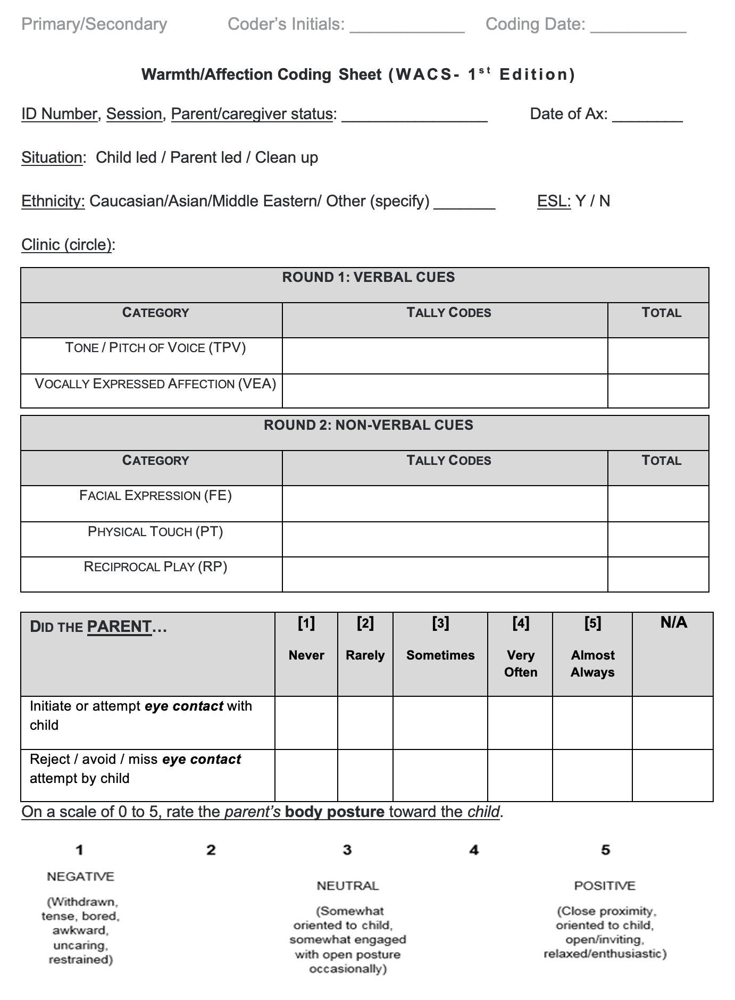 Primary/Secondary Coder’s Initials: ____________ Coding Date: __________
Warmth/Affection Coding Sheet (WACS- 1st Edition)
ID Number, Session, Parent/caregiver status: ________________ Date of Ax: ________
Situation: Child led / Parent led / Clean up
Ethnicity: Caucasian/Asian/Middle Eastern/ Other (specify) _______ ESL: Y / N
Clinic (circle):
ROUND 1: VERBAL CUES
CATEGORY TALLY CODES TOTAL
TONE / PITCH OF VOICE (TPV)
VOCALLY EXPRESSED AFFECTION (VEA)
ROUND 2: NON-VERBAL CUES
CATEGORY TALLY CODES TOTAL
FACIAL EXPRESSION (FE)
PHYSICAL TOUCH (PT)
RECIPROCAL PLAY (RP)
DID THE PARENT… [1] [2] [3] [4] [5] N/A
Never Rarely Sometimes Very Almost
Often Always
Initiate or attempt eye contact with
child
Reject / avoid / miss eye contact
attempt by child
On a scale of 0 to 5, rate the parent’s body posture toward the child.
1 2 3 4 5
NEGATIVE
(Withdrawn,
tense, bored,
awkward,
uncaring,
restrained)
NEUTRAL
(Somewhat
oriented to child,
somewhat engaged
with open posture
occasionally)
POSITIVE
(Close proximity,
oriented to child,
open/inviting,
relaxed/enthusiastic)